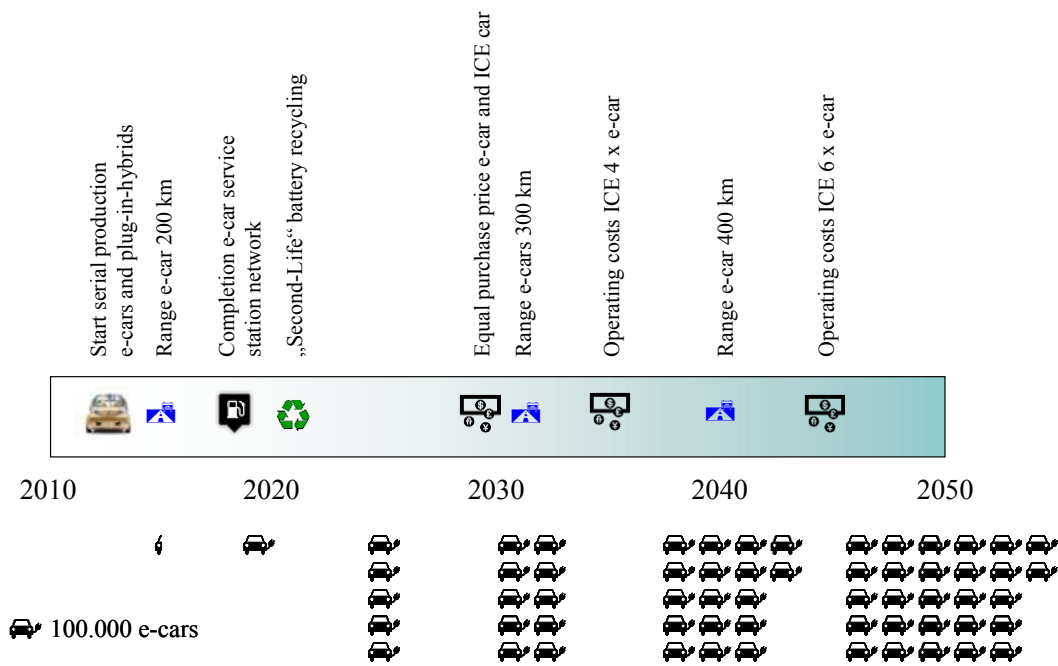 Start serial production
e-cars and plug-in-hybrids
Range e-car 200 km
Completion e-car service
station network
„Second-Life“ battery recycling
Equal purchase price e-car and ICE car
Range e-cars 300 km
Operating costs ICE 4 x e-car
Range e-car 400 km
Operating costs ICE 6 x e-car
2010
2020
2030
2040
2050
100.000 e-cars